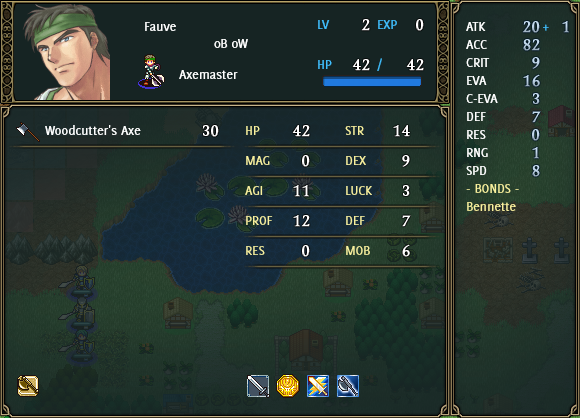 Fauve
oB oW
Axemaster
LV 2 EXP 0
HP 42 / 42
Woodcutter's Axe 30
HP 42 STR 14
MAG 0 DEX 9
AGI 11 LUCK 3
PROF 12 DEF 7
RES 0 MOB 6
ATK 20 + 1
ACC 82
CRIT 9
EVA 16
C-EVA 3
DEF 7
RES 0
RNG 1
SPD 8
- BONDS -
Bennette